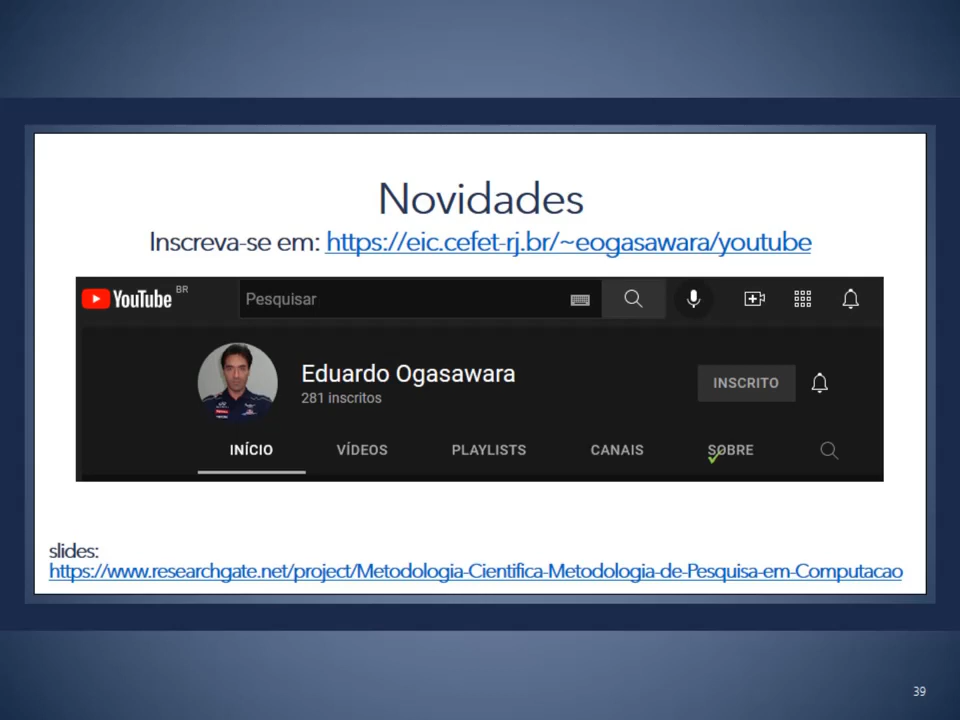 Novidades
Inscreva-se em: https://eic.cefet-rj.br/~eogasawara/youtube
YouTube BR
Pesquisar
Eduardo Ogasawara
INSCRITO
281 inscritos
INÍCIO VÍDEOS PLAYLISTS CANAIS SOBRE
slides:
https://www.researchgate.net/project/Metodologia-Cientifica-Metodologia-de-Pesquisa-em-Computacao
39